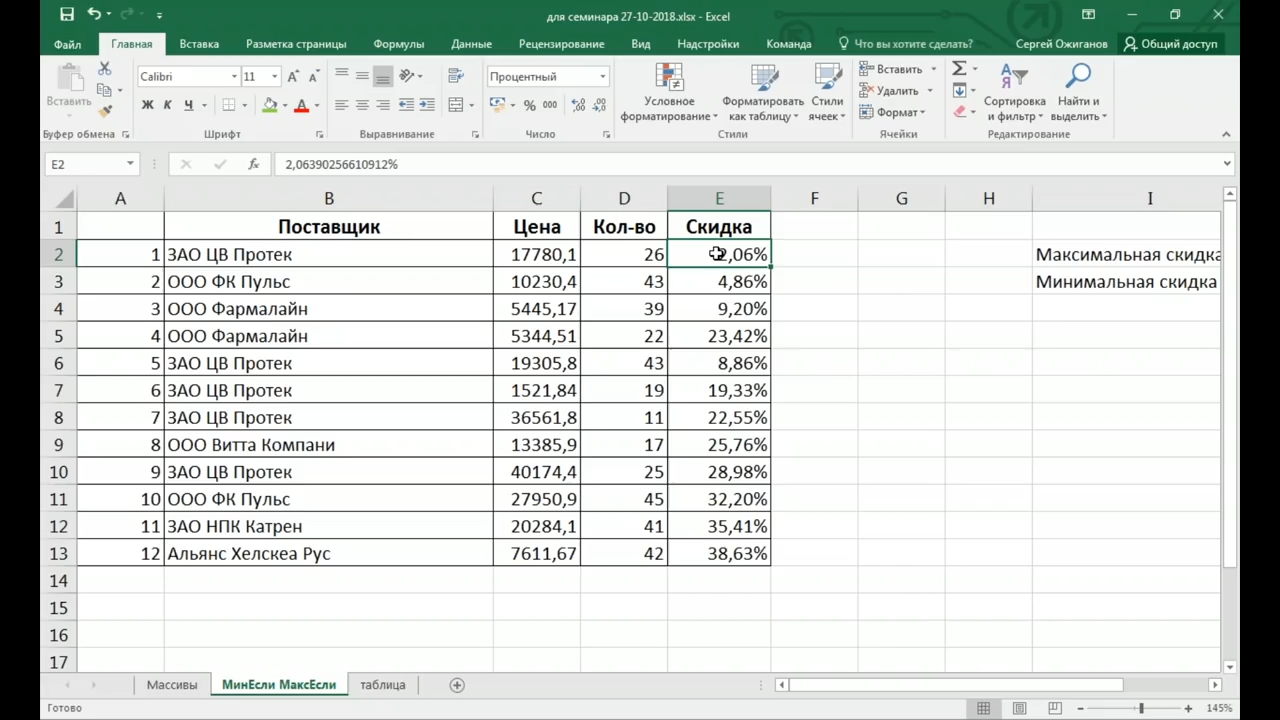 для семинара 27-10-2018.xlsx - Excel
Файл Главная Вставка Разметка страницы Формулы Данные Рецензирование Вид Надстройки Команда Что вы хотите сделать? Сергей Ожиганов Общий доступ
Вставить
Calibri 11
Ж К Ч
A
Процентный
% 000
Условное форматирование
Форматировать как таблицу
Стили ячеек
Вставить
Удалить
Формат
Сортировка и фильтр
Найти и выделить
Буфер обмена Шрифт Выравнивание Число Стили Ячейки Редактирование
E2 fx 2,06390256610912%
A B C D E F G H I
1 Поставщик Цена Кол-во Скидка
2 1 ЗАО ЦВ Протек 17780,1 26 2,06% Максимальная скидка
3 2 ООО ФК Пульс 10230,4 43 4,86% Минимальная скидка
4 3 ООО Фармалайн 5445,17 39 9,20%
5 4 ООО Фармалайн 5344,51 22 23,42%
6 5 ЗАО ЦВ Протек 19305,8 43 8,86%
7 6 ЗАО ЦВ Протек 1521,84 19 19,33%
8 7 ЗАО ЦВ Протек 36561,8 11 22,55%
9 8 ООО Витта Компани 13385,9 17 25,76%
10 9 ЗАО ЦВ Протек 40174,4 25 28,98%
11 10 ООО ФК Пульс 27950,9 45 32,20%
12 11 ЗАО НПК Катрен 20284,1 41 35,41%
13 12 Альянс Хелскеа Рус 7611,67 42 38,63%
14
15
16
17
Массивы МинЕсли МаксЕсли таблица
Готово 145%